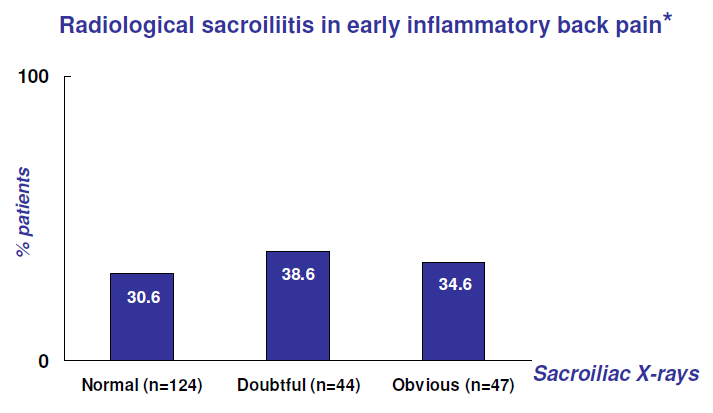 Radiological sacroiliitis in early inflammatory back pain*
100
% patients
38.6
34.6
30.6
0
Sacroiliac X-rays
Normal (n=124) Doubtful (n=44) Obvious (n=47)